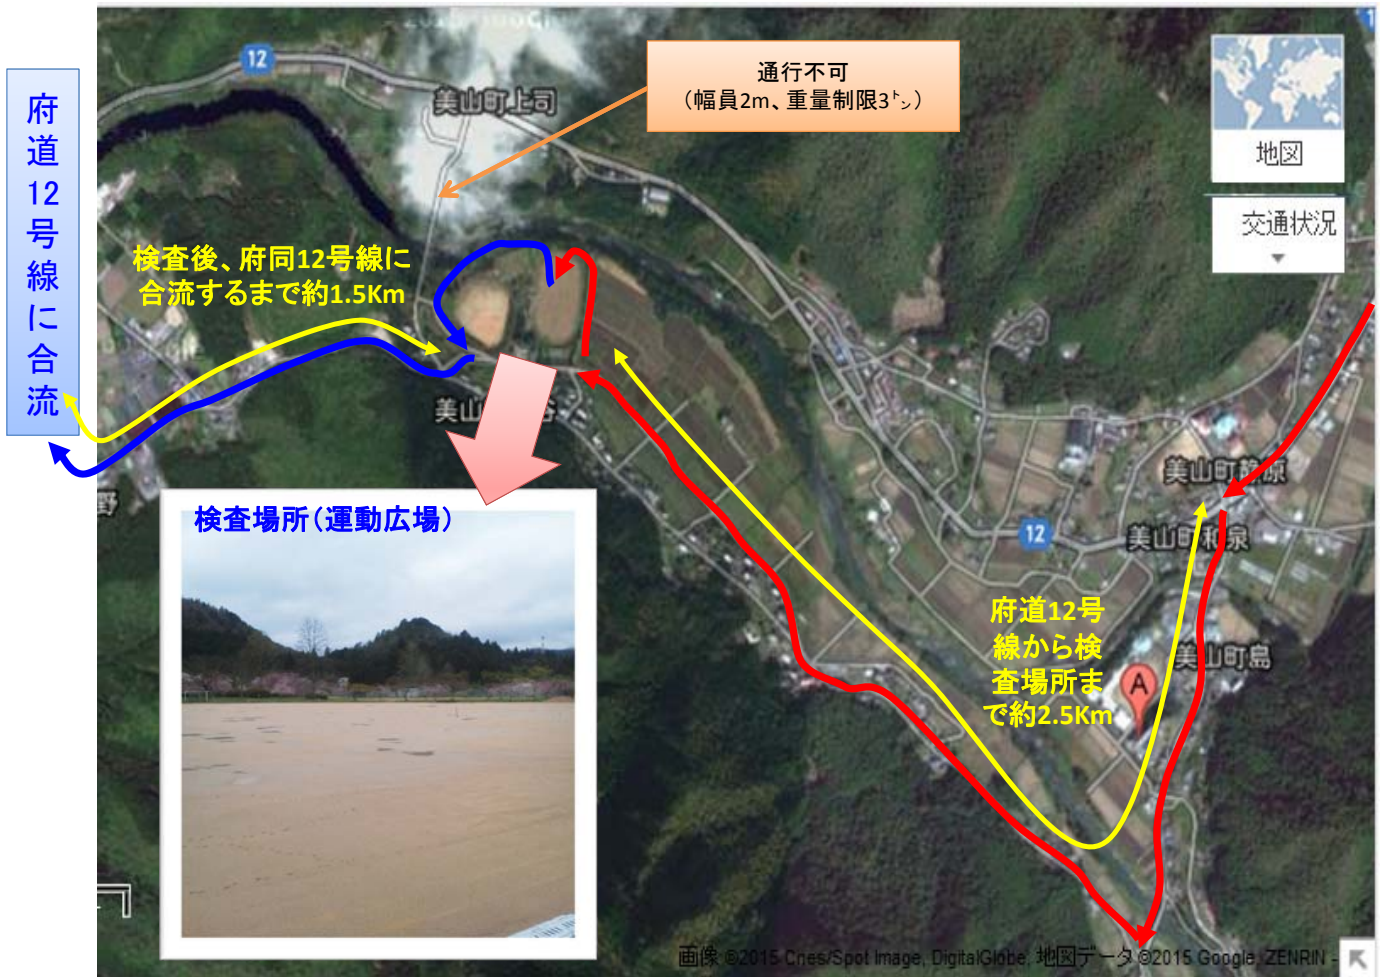 府道12号線に合流
12
美山町上司
通行不可
（幅員2m、重量制限3㌧）
地図
交通状況
検査後、府同12号線に
合流するまで約1.5Km
検査場所（運動広場）
美山町静原
12
美山町和泉
府道12号
線から検
査場所ま
で約2.5Km
美山町島
A
野
画像 ©2015 Cnes/Spot Image, DigitalGlobe, 地図データ ©2015 Google, ZENRIN -